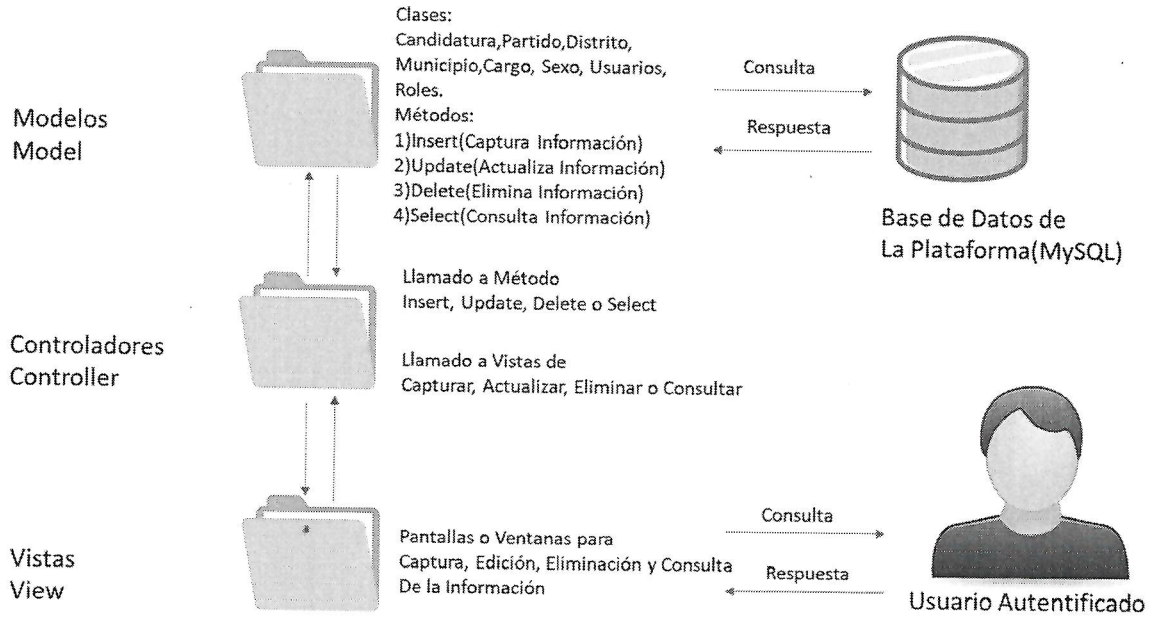 Modelos
Model
Clases:
Candidatura,Partido,Distrito,
Municipio,Cargo, Sexo, Usuarios,
Roles.
Métodos:
1)Insert(Captura Información)
2)Update(Actualiza Información)
3)Delete(Elimina Información)
4)Select(Consulta Información)
Consulta
Respuesta
Base de Datos de
La Plataforma(MySQL)
Controladores
Controller
Llamado a Método
Insert, Update, Delete o Select
Llamado a Vistas de
Capturar, Actualizar, Eliminar o Consultar
Vistas
View
Pantallas o Ventanas para
Captura, Edición, Eliminación y Consulta
De la Información
Consulta
Respuesta
Usuario Autentificado